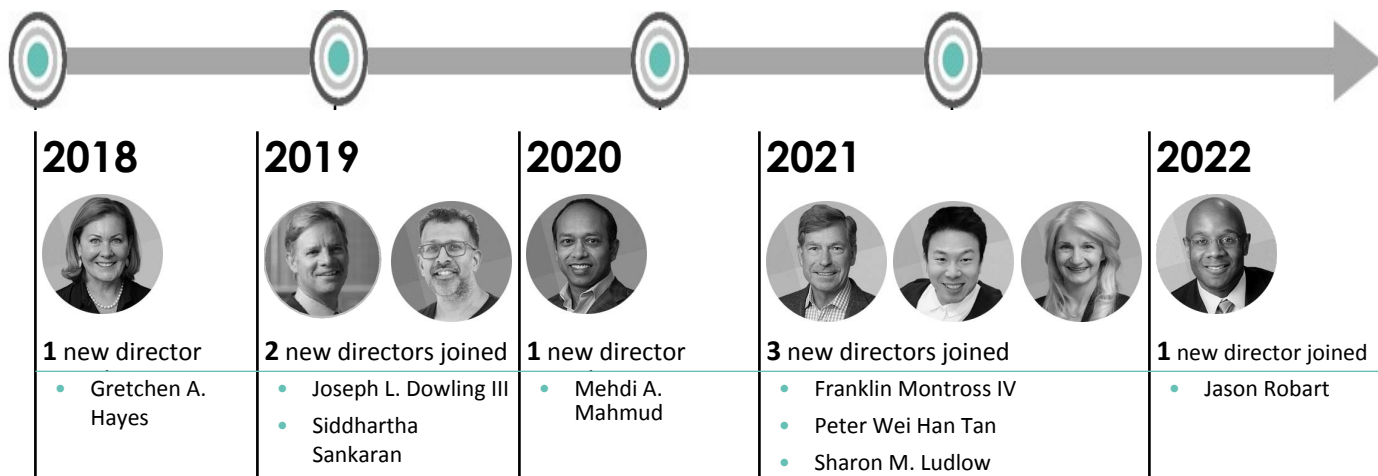 2018
1 new director
• Gretchen A.
Hayes
2019
2 new directors joined
• Joseph L. Dowling III
• Siddhartha
Sankaran
2020
1 new director
• Mehdi A.
Mahmud
2021
3 new directors joined
• Franklin Montross IV
• Peter Wei Han Tan
• Sharon M. Ludlow
2022
1 new director joined
• Jason Robart